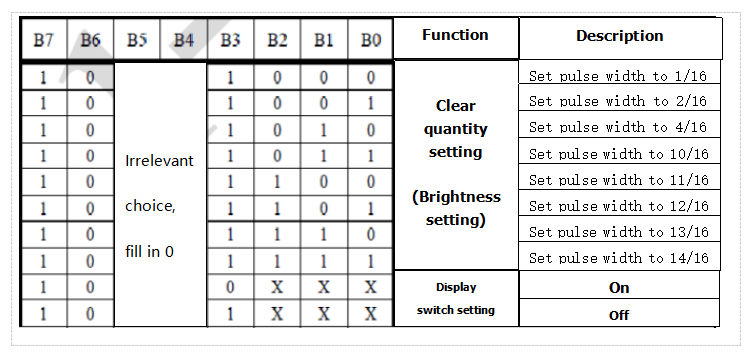 B7 B6 B5 B4 B3 B2 B1 B0 Function Description
1 0 1 0 0 0 Set pulse width to 1/16
1 0 1 0 0 1 Set pulse width to 2/16
1 0 1 0 1 0 Set pulse width to 4/16
1 0 1 0 1 1 Set pulse width to 10/16
1 0 1 1 0 0 Set pulse width to 11/16
1 0 1 1 0 1 Set pulse width to 12/16
1 0 1 1 1 0 Set pulse width to 13/16
1 0 1 1 1 1 Set pulse width to 14/16
1 0 0 X X X On
1 0 1 X X X Off
Irrelevant
choice,
fill in 0
Clear
quantity
setting
(Brightness
setting)
Display
switch setting